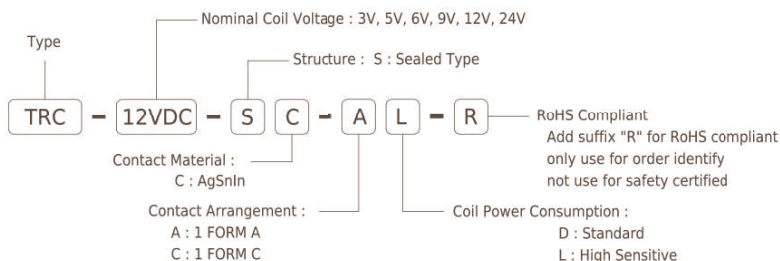 Nominal Coil Voltage : 3V, 5V, 6V, 9V, 12V, 24V
Type
Structure : S : Sealed Type
TRC - 12VDC - S C - A L - R
RoHS Compliant
Add suffix "R" for RoHS compliant
only use for order identify
not use for safety certified
Contact Material :
C : AgSnIn
Contact Arrangement :
A : 1 FORM A
C : 1 FORM C
Coil Power Consumption :
D : Standard
L : High Sensitive